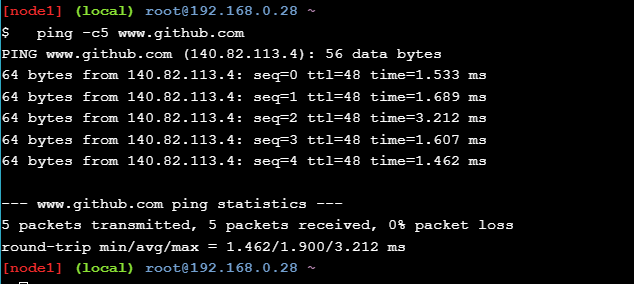 [node1] (local) root@192.168.0.28 ~
$   ping -c5 www.github.com
PING www.github.com (140.82.113.4): 56 data bytes
64 bytes from 140.82.113.4: seq=0 ttl=48 time=1.533 ms
64 bytes from 140.82.113.4: seq=1 ttl=48 time=1.689 ms
64 bytes from 140.82.113.4: seq=2 ttl=48 time=3.212 ms
64 bytes from 140.82.113.4: seq=3 ttl=48 time=1.607 ms
64 bytes from 140.82.113.4: seq=4 ttl=48 time=1.462 ms
--- www.github.com ping statistics ---
5 packets transmitted, 5 packets received, 0% packet loss
round-trip min/avg/max = 1.462/1.900/3.212 ms
[node1] (local) root@192.168.0.28 ~